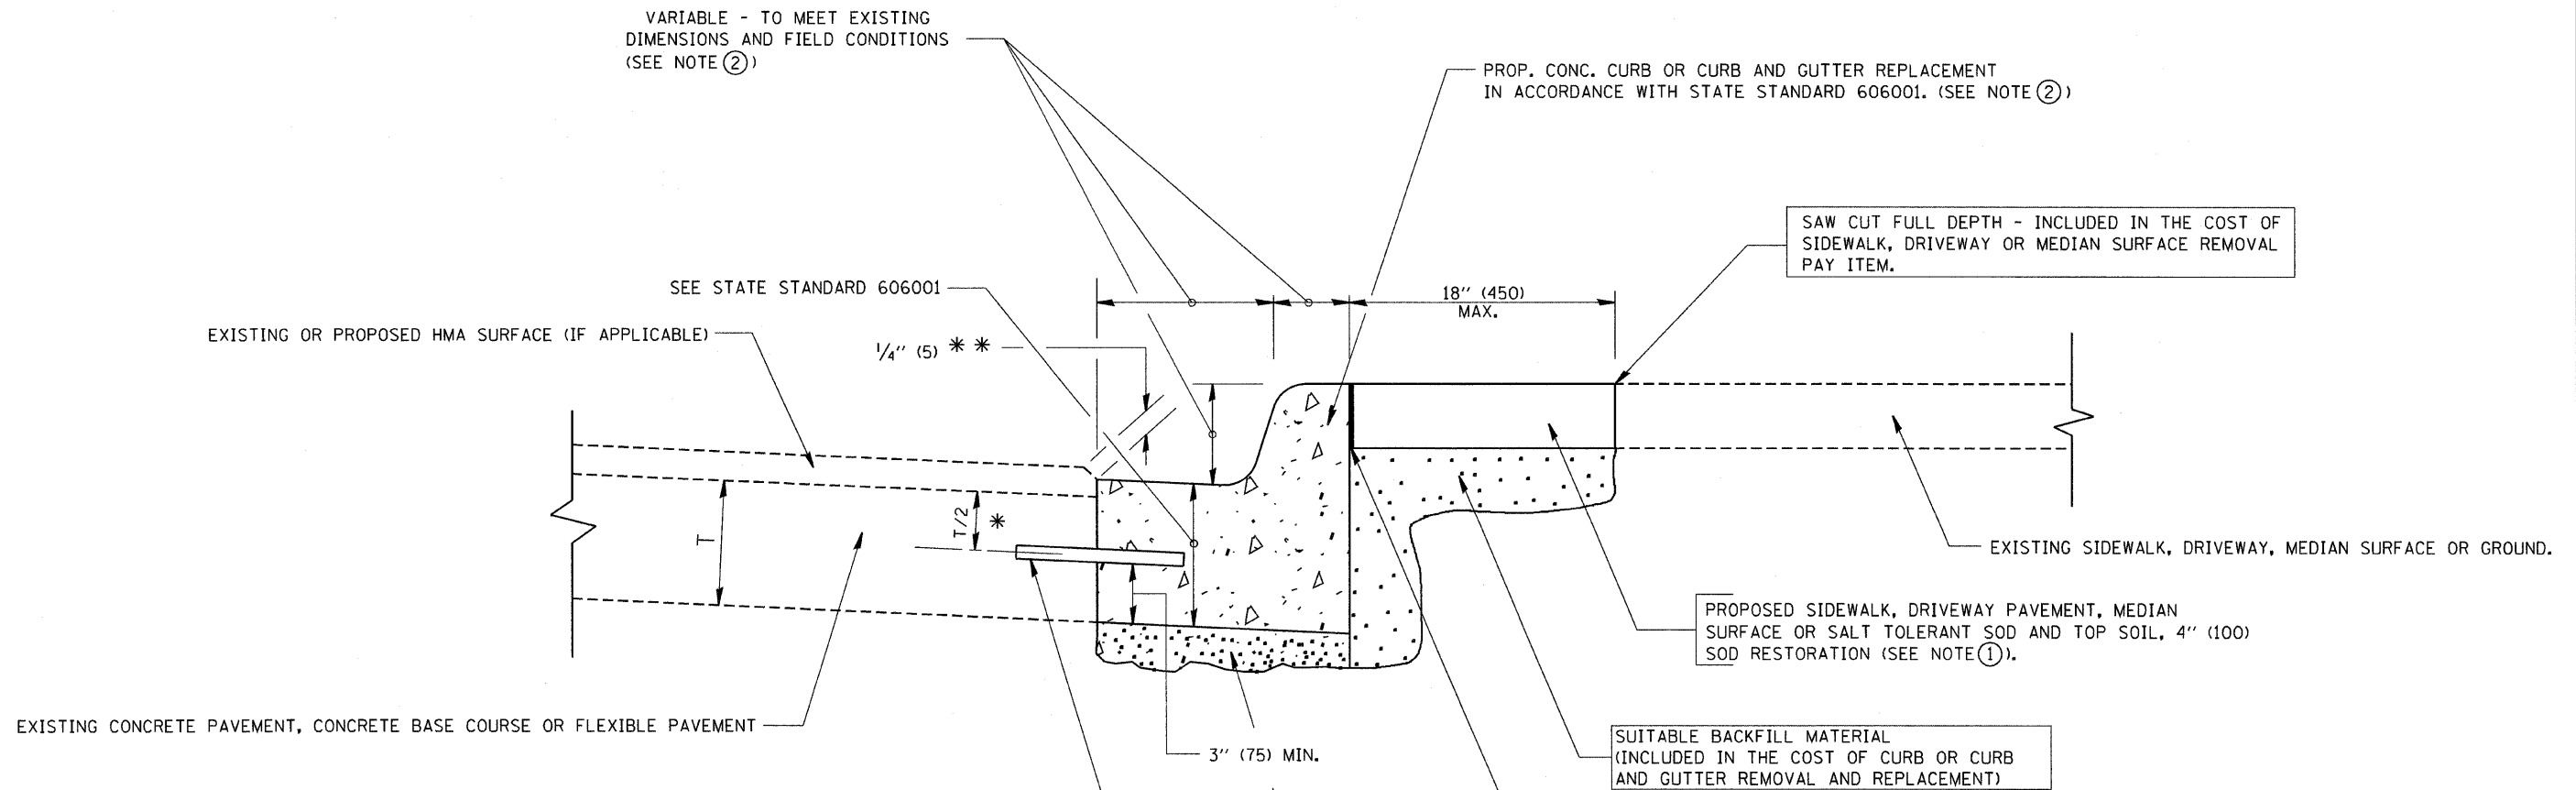 VARIABLE - TO MEET EXISTING
DIMENSIONS AND FIELD CONDITIONS
(SEE NOTE ②)
PROP. CONC. CURB OR CURB AND GUTTER REPLACEMENT
IN ACCORDANCE WITH STATE STANDARD 606001. (SEE NOTE ②)
SAW CUT FULL DEPTH - INCLUDED IN THE COST OF
SIDEWALK, DRIVEWAY OR MEDIAN SURFACE REMOVAL
PAY ITEM.
SEE STATE STANDARD 606001
18" (450)
MAX.
EXISTING OR PROPOSED HMA SURFACE (IF APPLICABLE)
1/4" (5) * *
T
T/2 *
EXISTING SIDEWALK, DRIVEWAY, MEDIAN SURFACE OR GROUND.
PROPOSED SIDEWALK, DRIVEWAY PAVEMENT, MEDIAN
SURFACE OR SALT TOLERANT SOD AND TOP SOIL, 4" (100)
SOD RESTORATION (SEE NOTE ①).
EXISTING CONCRETE PAVEMENT, CONCRETE BASE COURSE OR FLEXIBLE PAVEMENT
3" (75) MIN.
SUITABLE BACKFILL MATERIAL
(INCLUDED IN THE COST OF CURB OR CURB
AND GUTTER REMOVAL AND REPLACEMENT)